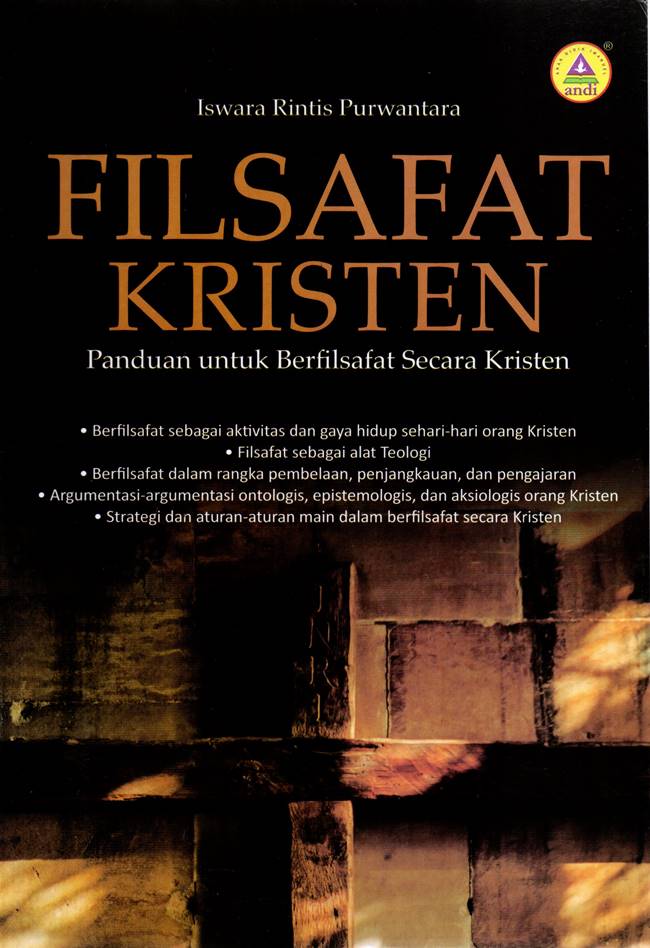 ®
andi
Iswara Rintis Purwantara
FILSAFAT
KRISTEN
Panduan untuk Berfilsafat Secara Kristen
• Berfilsafat sebagai aktivitas dan gaya hidup sehari-hari orang Kristen
• Filsafat sebagai alat Teologi
• Berfilsafat dalam rangka pembelaan, penjangkauan, dan pengajaran
• Argumentasi-argumentasi ontologis, epistemologis, dan aksiologis orang Kristen
• Strategi dan aturan-aturan main dalam berfilsafat secara Kristen